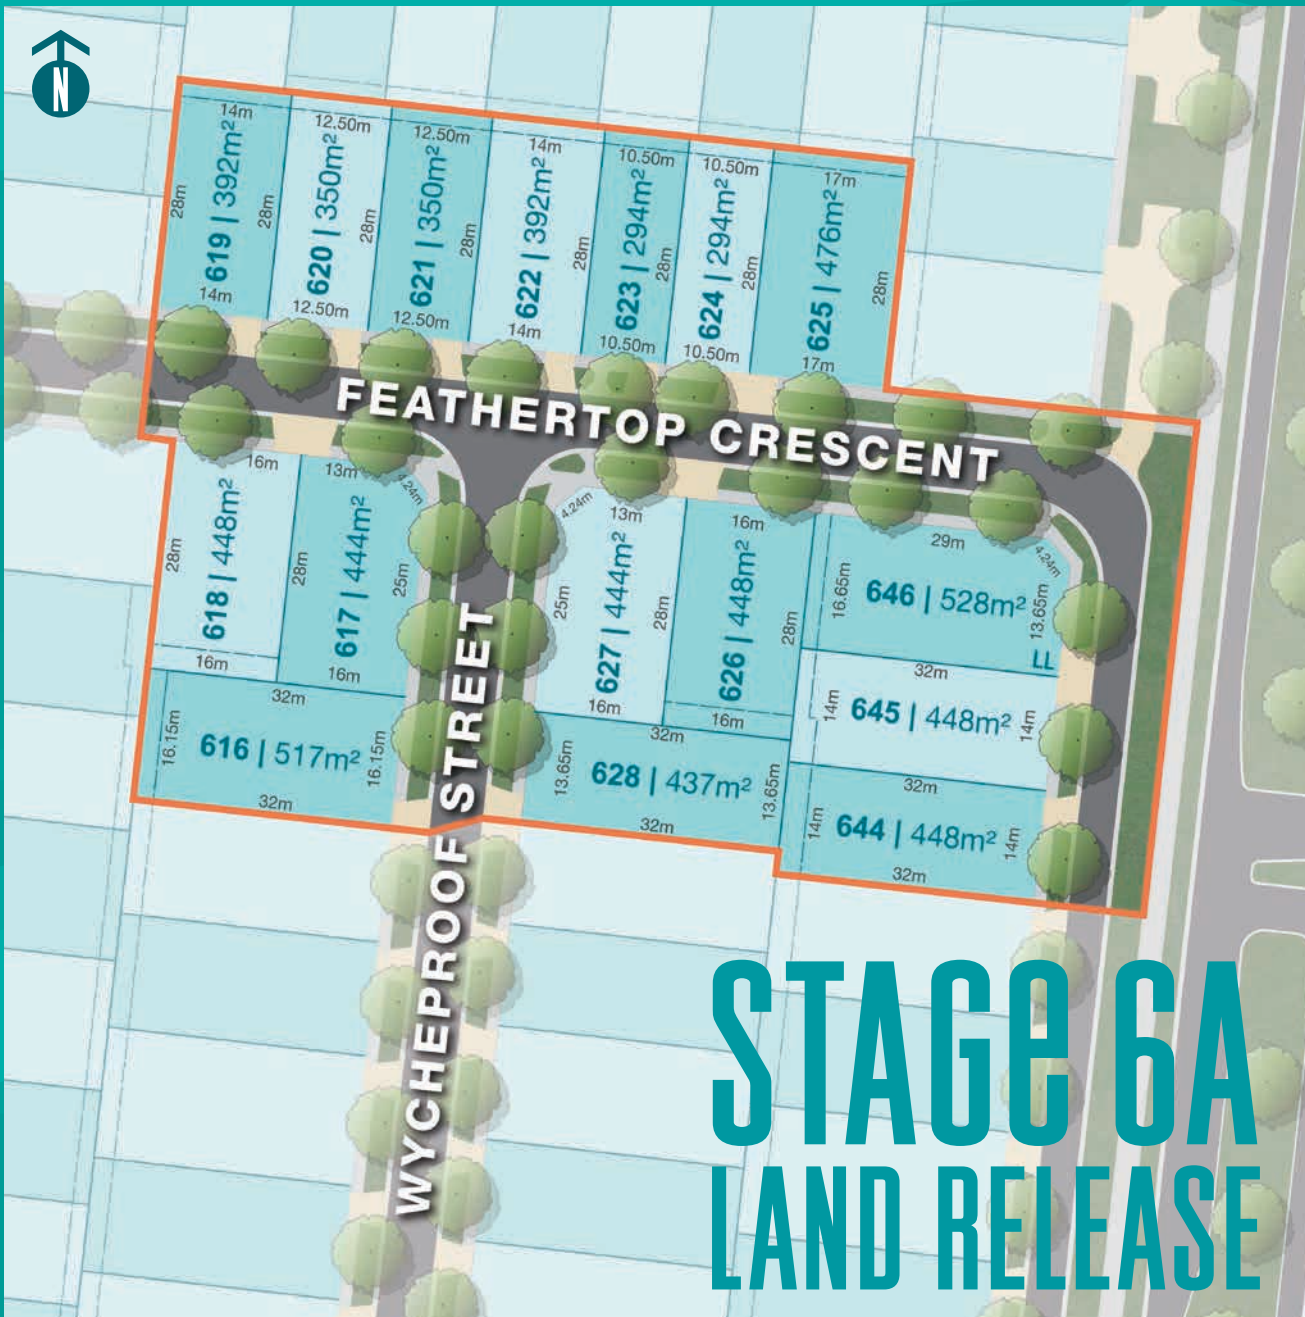 N
14m
12.50m
12.50m
14m
10.50m
10.50m
17m
28m
619 | 392m²
28m
620 | 350m²
28m
621 | 350m²
28m
622 | 392m²
28m
623 | 294m²
28m
624 | 294m²
28m
625 | 476m²
28m
14m
12.50m
12.50m
14m
10.50m
10.50m
17m
FEATHERTOP CRESCENT
16m
13m
4.24m
4.24m
13m
16m
29m
4.24m
28m
618 | 448m²
28m
617 | 444m²
25m
25m
627 | 444m²
28m
626 | 448m²
28m
16.65m
646 | 528m²
13.65m
LL
16m
16m
16m
16m
32m
14m
645 | 448m²
14m
32m
16.15m
616 | 517m²
16.15m
32m
32m
13.65m
628 | 437m²
13.65m
32m
32m
14m
644 | 448m²
14m
32m
WYCHEPROOF STREET
STAGE 6A
LAND RELEASE